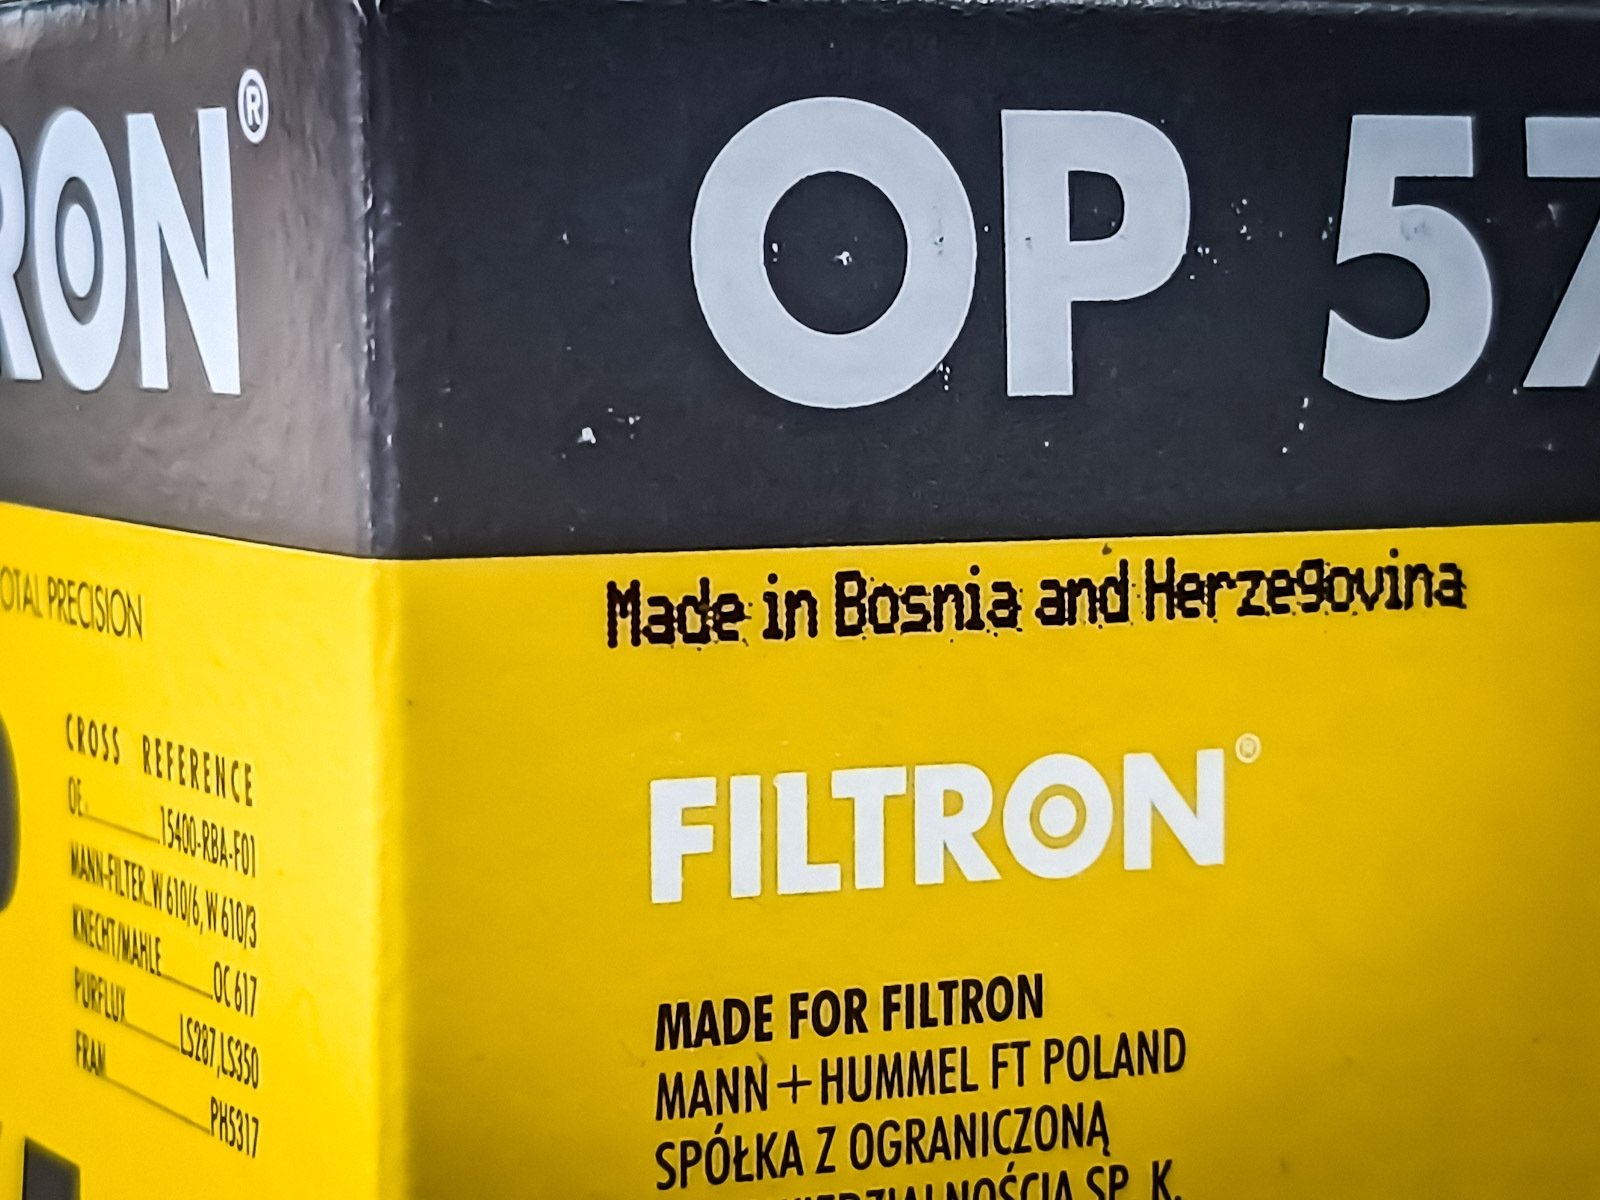 RON®
OTAL PRECISION
CROSS REFERENCE
OE..........15400-RBA-F01
MANN-FILTER..W 610/6, W 610/3
KNECHT/MAHLE..........OC 617
PURFLUX..........LS287, LS350
FRAM..........PH5317
OP 57
Made in Bosnia and Herzegovina
FILTRON®
MADE FOR FILTRON
MANN+HUMMEL FT POLAND
SPÓŁKA Z OGRANICZONĄ
SP. K.